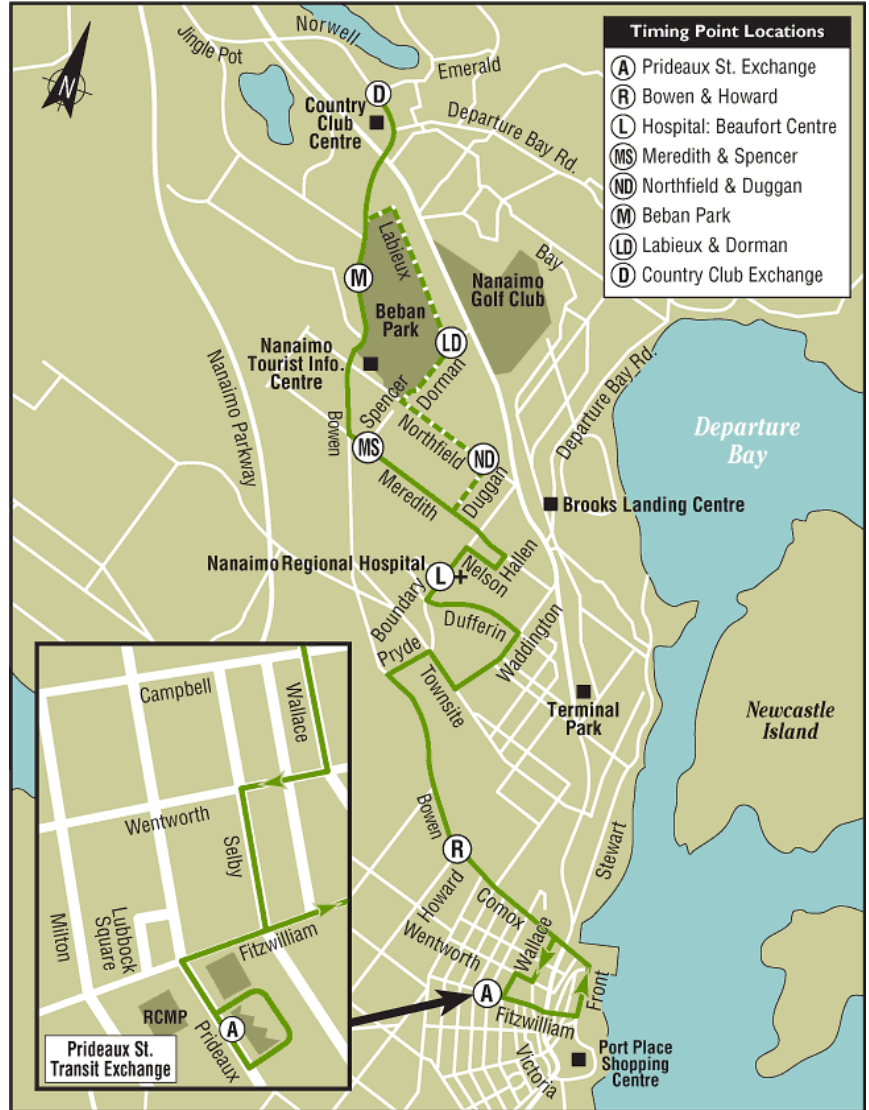 Norwell
Jingle Pot
Timing Point Locations
A Prideaux St. Exchange
R Bowen & Howard
L Hospital: Beaufort Centre
MS Meredith & Spencer
ND Northfield & Duggan
M Beban Park
LD Labieux & Dorman
D Country Club Exchange
N
Emerald
D
Country
Club
Centre
Departure Bay Rd.
Labieux
Bay
M
Nanaimo
Golf Club
Beban
Park
LD
Nanaimo
Tourist Info.
Centre
Nanaimo Parkway
Spencer
Dorman
Departure Bay Rd.
Departure
Bay
Bowen
MS
Northfield
ND
Meredith
Duggan
Brooks Landing Centre
Hallen
Nanaimo Regional Hospital
L
+
Nelson
Boundary
Dufferin
Waddington
Pryde
Townsite
Terminal
Park
Newcastle
Island
Campbell
Wallace
Bowen
Stewart
Wentworth
R
Selby
Howard
Comox
Milton
Lubbock
Square
Fitzwilliam
Wentworth
Wallace
A
Front
Fitzwilliam
RCMP
A
Prideaux
Prideaux St.
Transit Exchange
Victoria
Port Place
Shopping
Centre